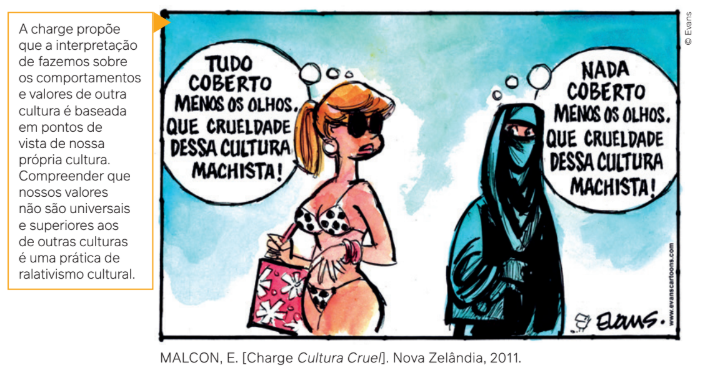 A charge propõe
que a interpretação
de fazemos sobre
os comportamentos
e valores de outra
cultura é baseada
em pontos de
vista de nossa
própria cultura.
Compreender que
nossos valores
não são universais
e superiores aos
de outras culturas
é uma prática de
ralativismo cultural.
TUDO
COBERTO
MENOS OS OLHOS.
QUE CRUELDADE
DESSA CULTURA
MACHISTA!
NADA
COBERTO
MENOS OS OLHOS.
QUE CRUELDADE
DESSA CULTURA
MACHISTA!
© Evans
www.evanscartoons.com
Evans.
MALCON, E. [Charge Cultura Cruel]. Nova Zelândia, 2011.